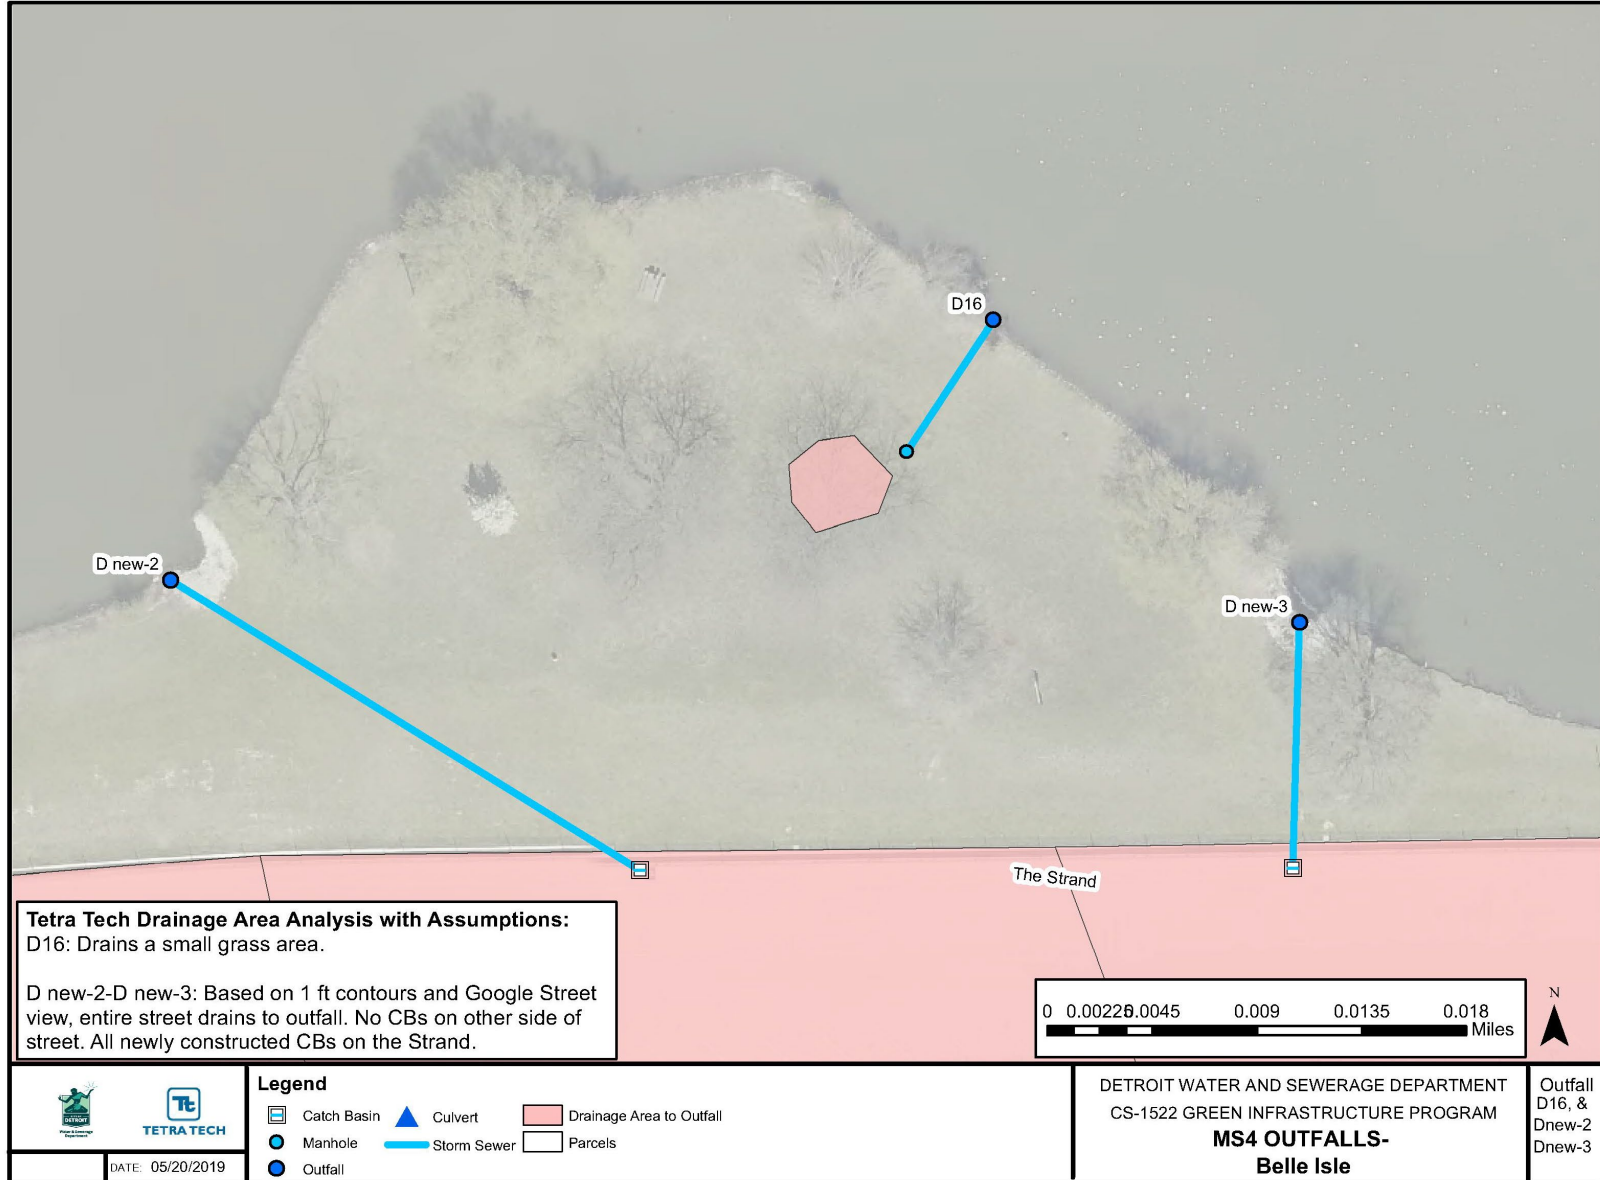 D16
D new-2
D new-3
The Strand
Tetra Tech Drainage Area Analysis with Assumptions:
D16: Drains a small grass area.
D new-2-D new-3: Based on 1 ft contours and Google Street
view, entire street drains to outfall. No CBs on other side of
street. All newly constructed CBs on the Strand.
0 0.00225 0.0045 0.009 0.0135 0.018
Miles
N
DETROIT
Water & Sewerage
Department
Tt
TETRA TECH
DATE: 05/20/2019
Legend
Catch Basin
Manhole
Outfall
Culvert
Storm Sewer
Drainage Area to Outfall
Parcels
DETROIT WATER AND SEWERAGE DEPARTMENT
CS-1522 GREEN INFRASTRUCTURE PROGRAM
MS4 OUTFALLS-
Belle Isle
Outfall
D16, &
Dnew-2
Dnew-3